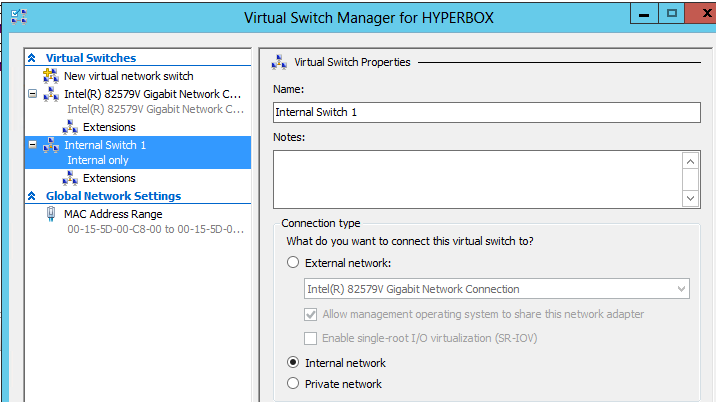 Virtual Switch Manager for HYPERBOX
Virtual Switches
New virtual network switch
Intel(R) 82579V Gigabit Network C...
Intel(R) 82579V Gigabit Network C...
Extensions
Internal Switch 1
Internal only
Extensions
Global Network Settings
MAC Address Range
00-15-5D-00-C8-00 to 00-15-5D-0...
Virtual Switch Properties
Name:
Internal Switch 1
Notes:
Connection type
What do you want to connect this virtual switch to?
External network:
Intel(R) 82579V Gigabit Network Connection
Allow management operating system to share this network adapter
Enable single-root I/O virtualization (SR-IOV)
Internal network
Private network